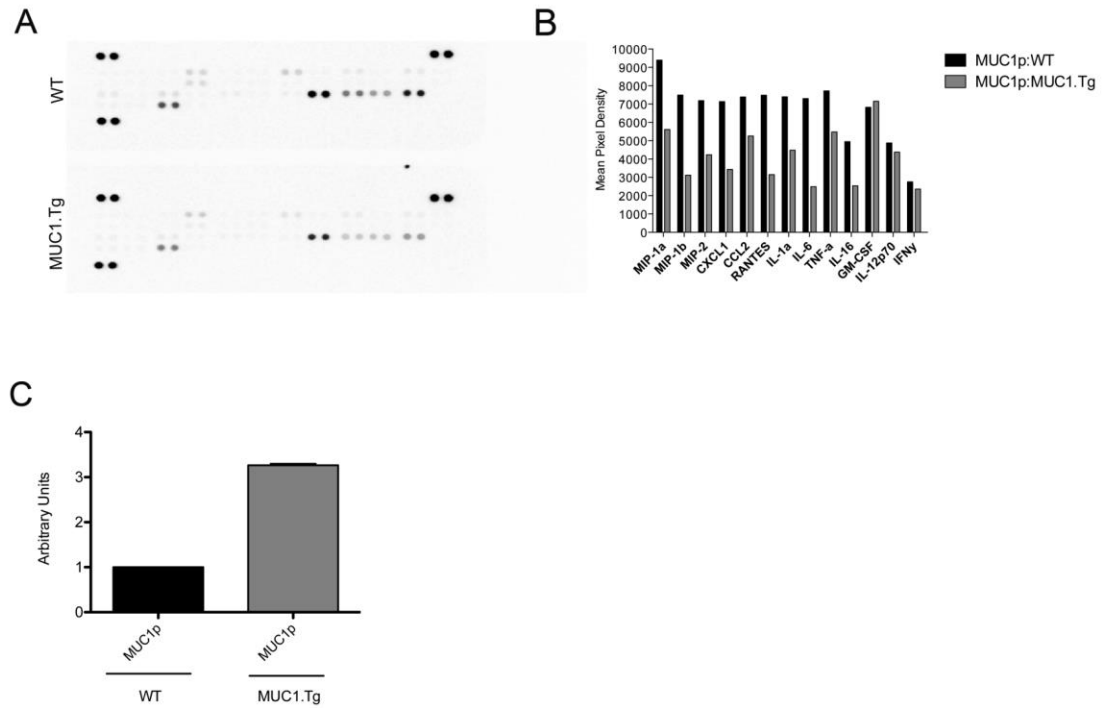 A
WT
MUC1.Tg
B
10000
9000
8000
7000
6000
5000
4000
3000
2000
1000
0
Mean Pixel Density
MIP-1a
MIP-1b
MIP-2
CXCL1
CCL2
RANTES
IL-1a
IL-6
TNF-a
IL-16
GM-CSF
IL-12p70
IFNy
MUC1p:WT
MUC1p:MUC1.Tg
C
4
3
2
1
0
Arbitrary Units
MUC1p
MUC1p
WT
MUC1.Tg